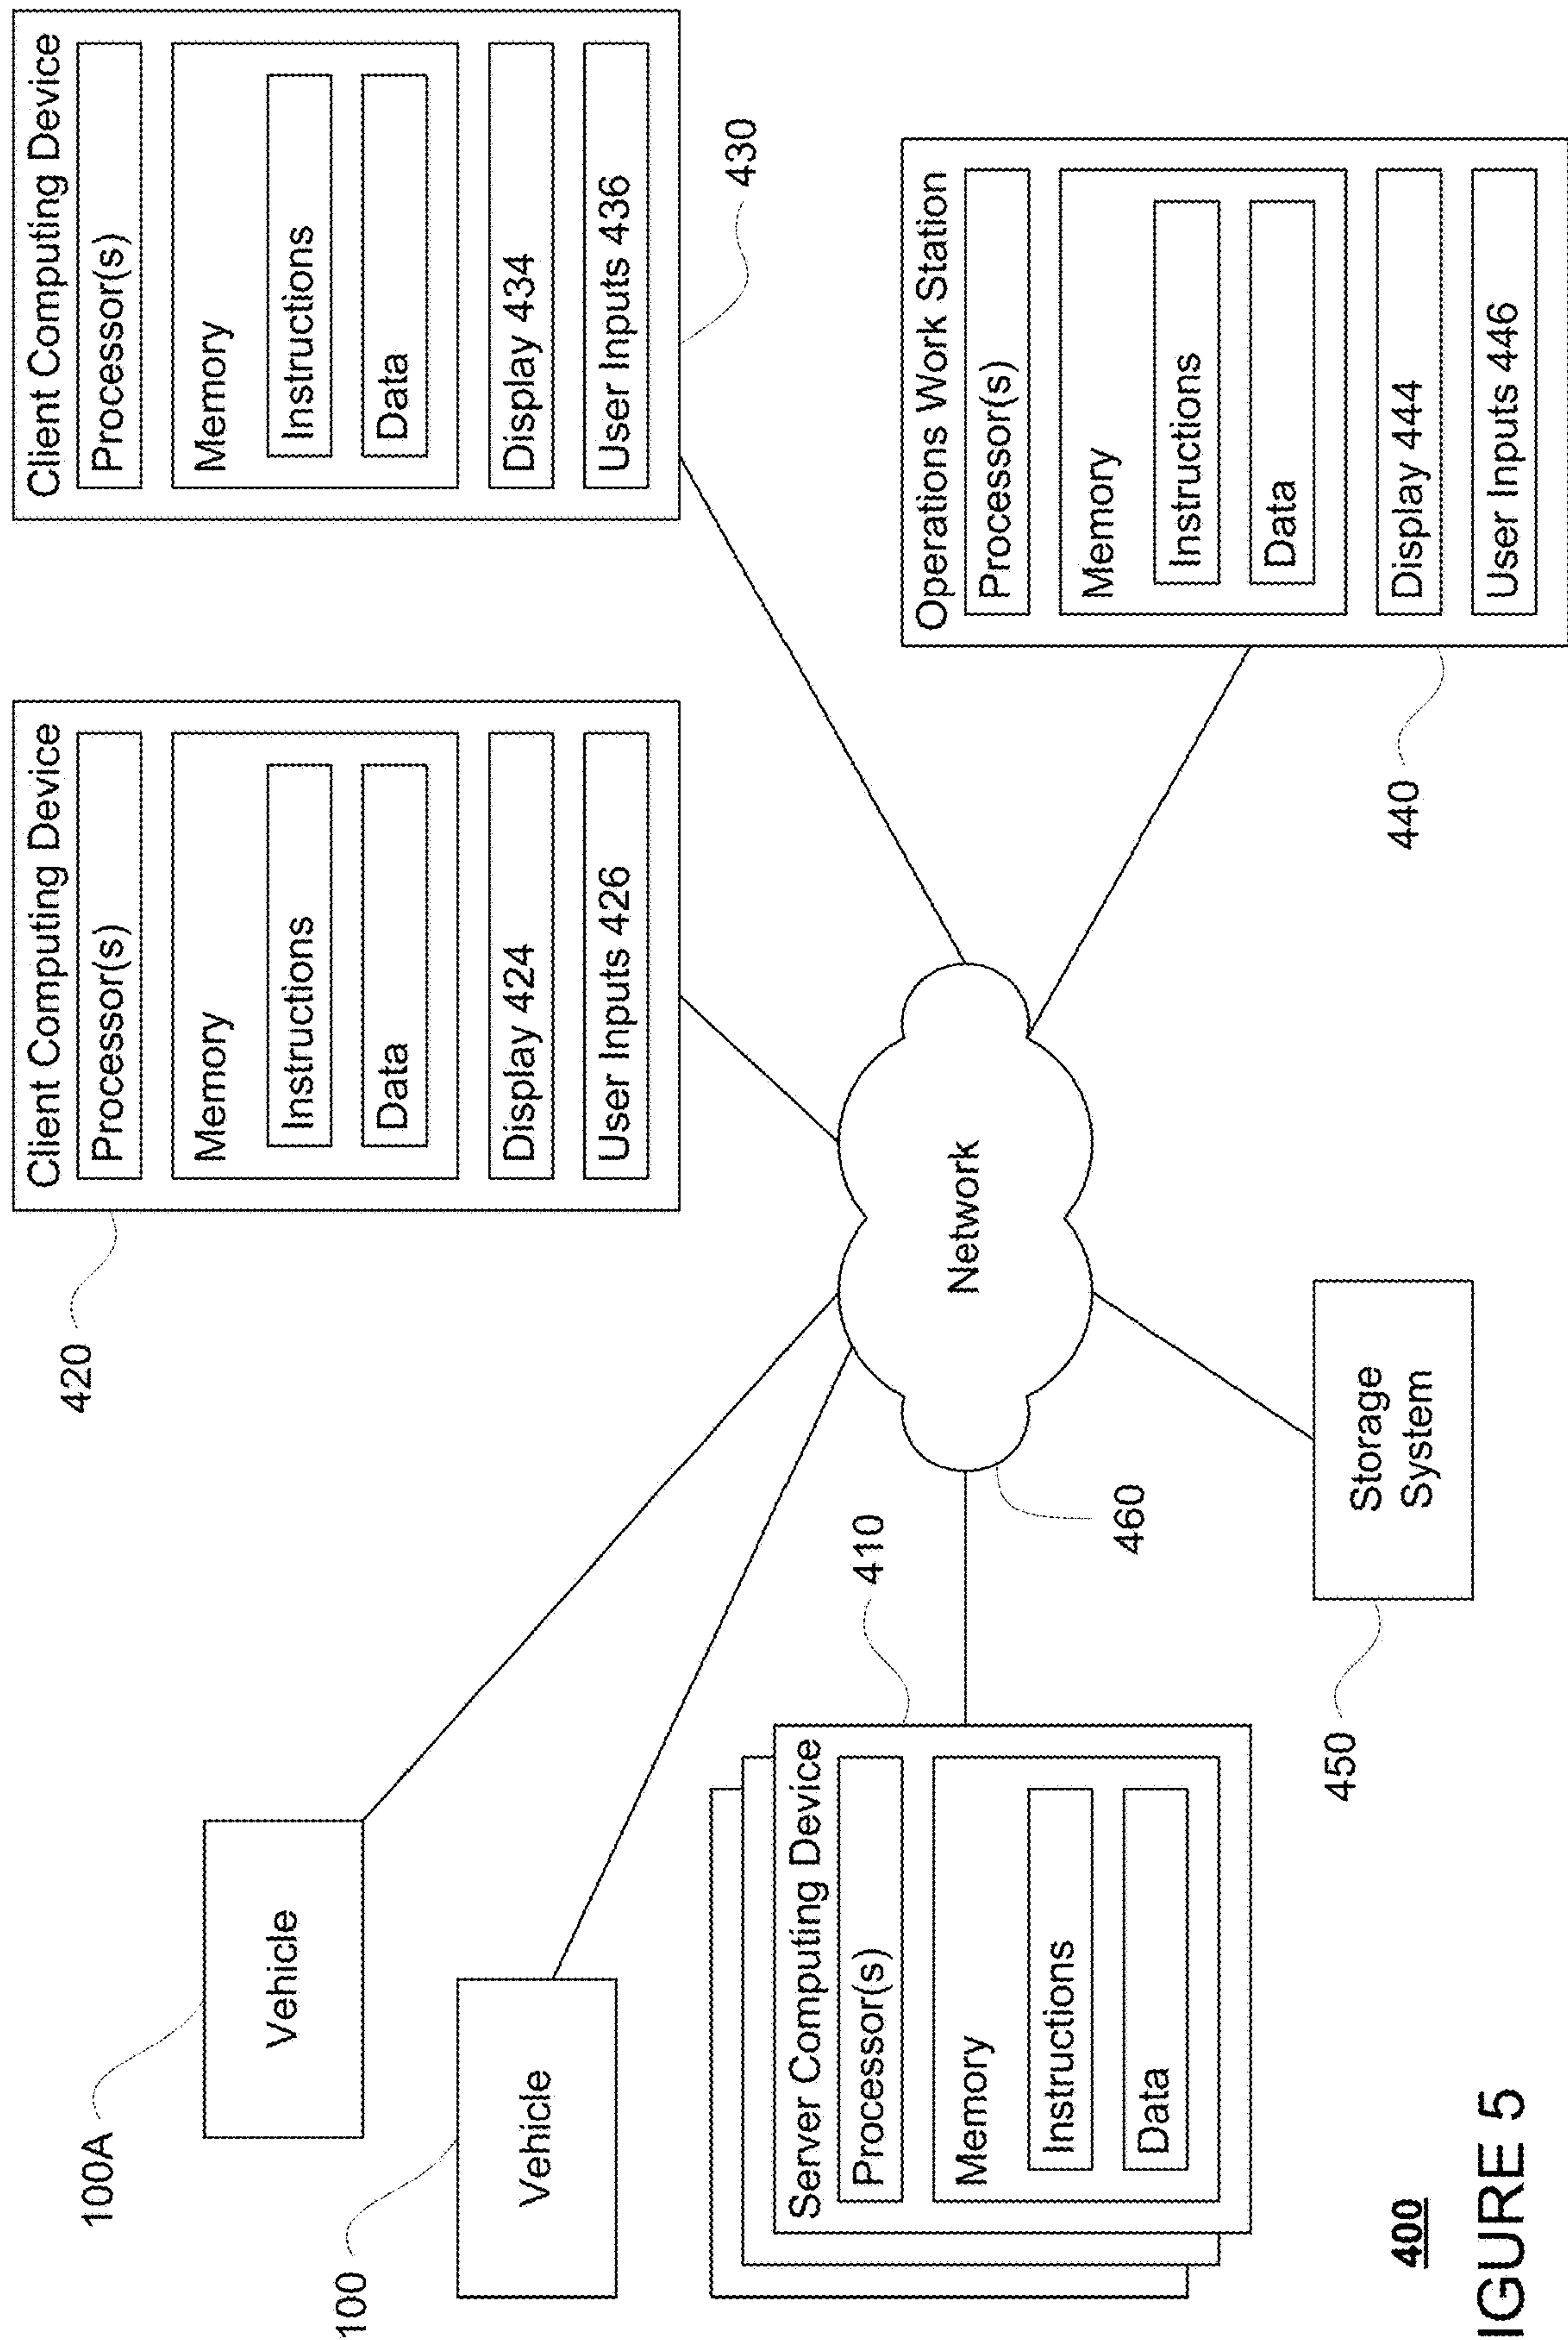 100A
Vehicle
100
Vehicle
420
Client Computing Device
Processor(s)
Memory
Instructions
Data
Display 424
User Inputs 426
Client Computing Device
Processor(s)
Memory
Instructions
Data
Display 434
User Inputs 436
430
Server Computing Device
Processor(s)
Memory
Instructions
Data
410
Network
460
Storage
System
450
Operations Work Station
Processor(s)
Memory
Instructions
Data
Display 444
User Inputs 446
440
400
IGURE 5